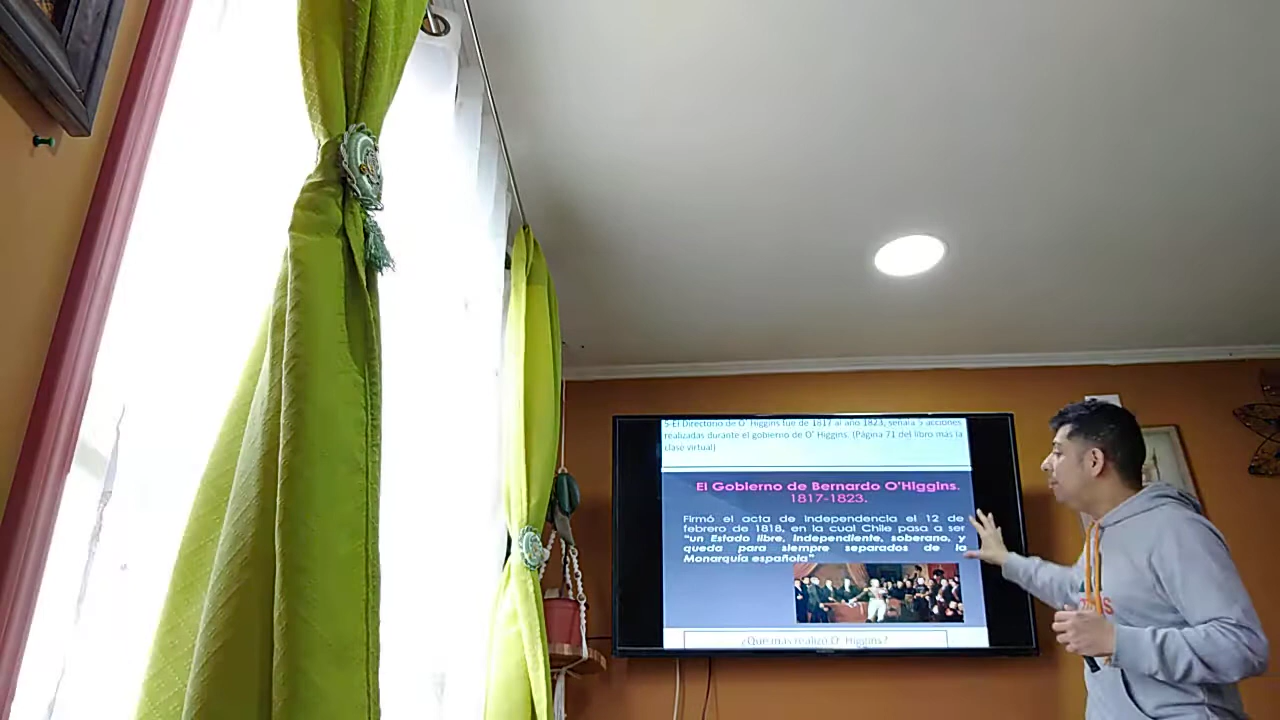 5-El Directorio de O´ Higgins fue de 1817 al año 1823, señala 5 acciones
realizadas durante el gobierno de O´ Higgins. (Página 71 del libro mas la
clase virtual)
El Gobierno de Bernardo O'Higgins.
1817-1823.
Firmó el acta de Independencia el 12 de
febrero de 1818, en la cual Chile pasa a ser
"un Estado libre, independiente, soberano, y
queda para siempre separados de la
Monarquía española"
¿Qué más realizó O´ Higgins?